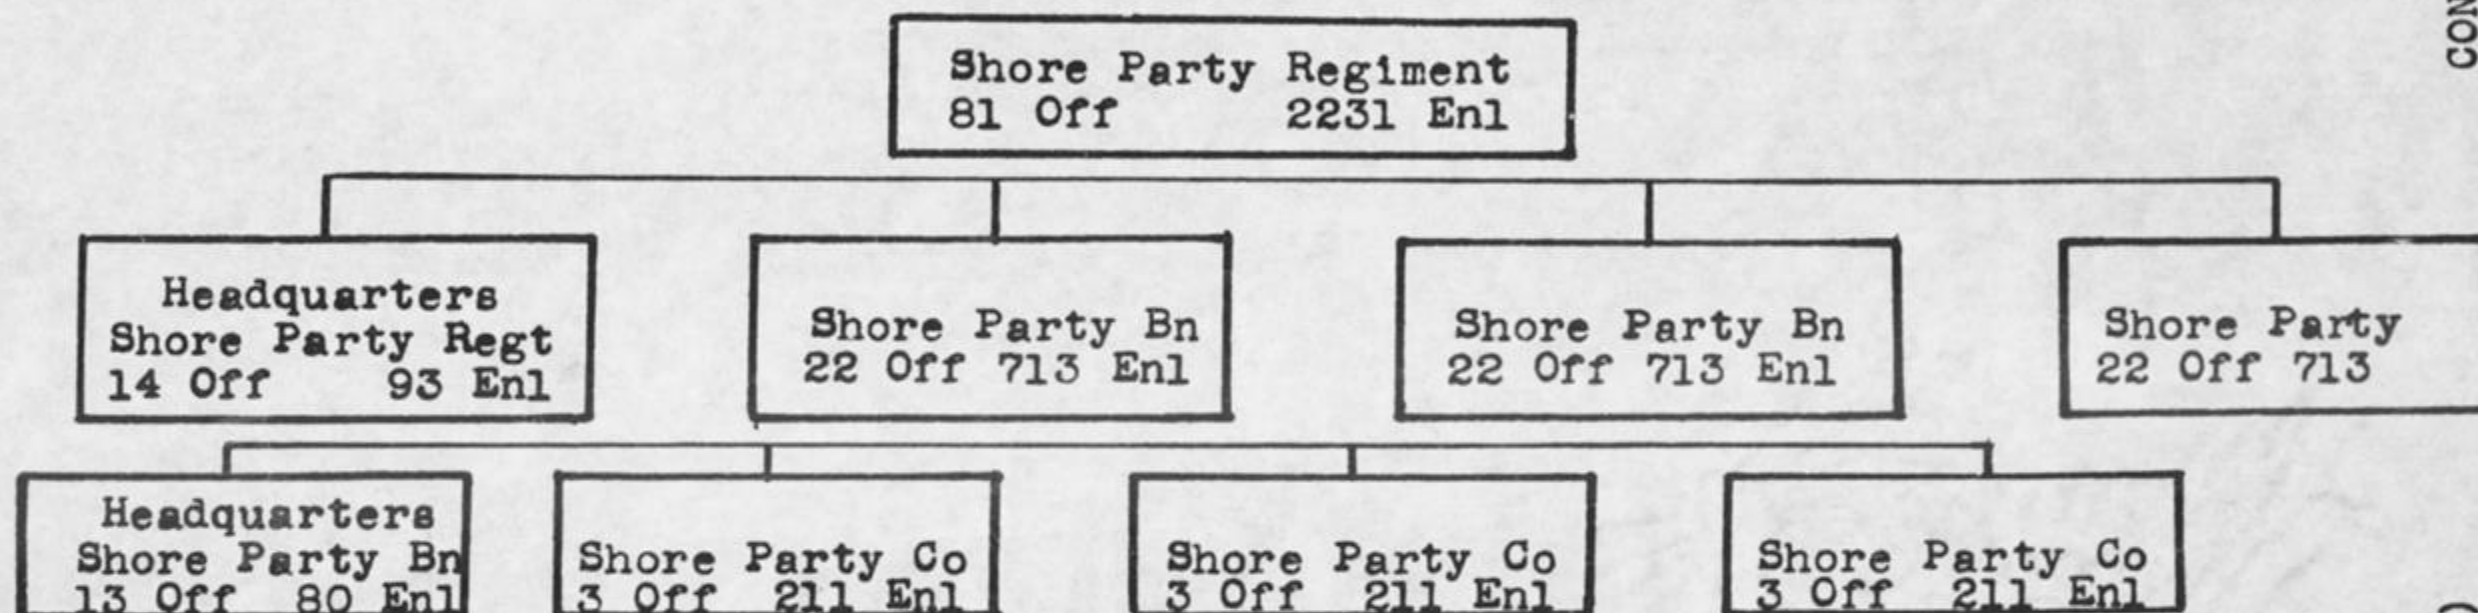 CON
Shore Party Regiment
81 Off 2231 Enl
Headquarters
Shore Party Regt
14 Off 93 Enl
Shore Party Bn
22 Off 713 Enl
Shore Party Bn
22 Off 713 Enl
Shore Party
22 Off 713
Headquarters
Shore Party Bn
13 Off 80 Enl
Shore Party Co
3 Off 211 Enl
Shore Party Co
3 Off 211 Enl
Shore Party Co
3 Off 211 Enl